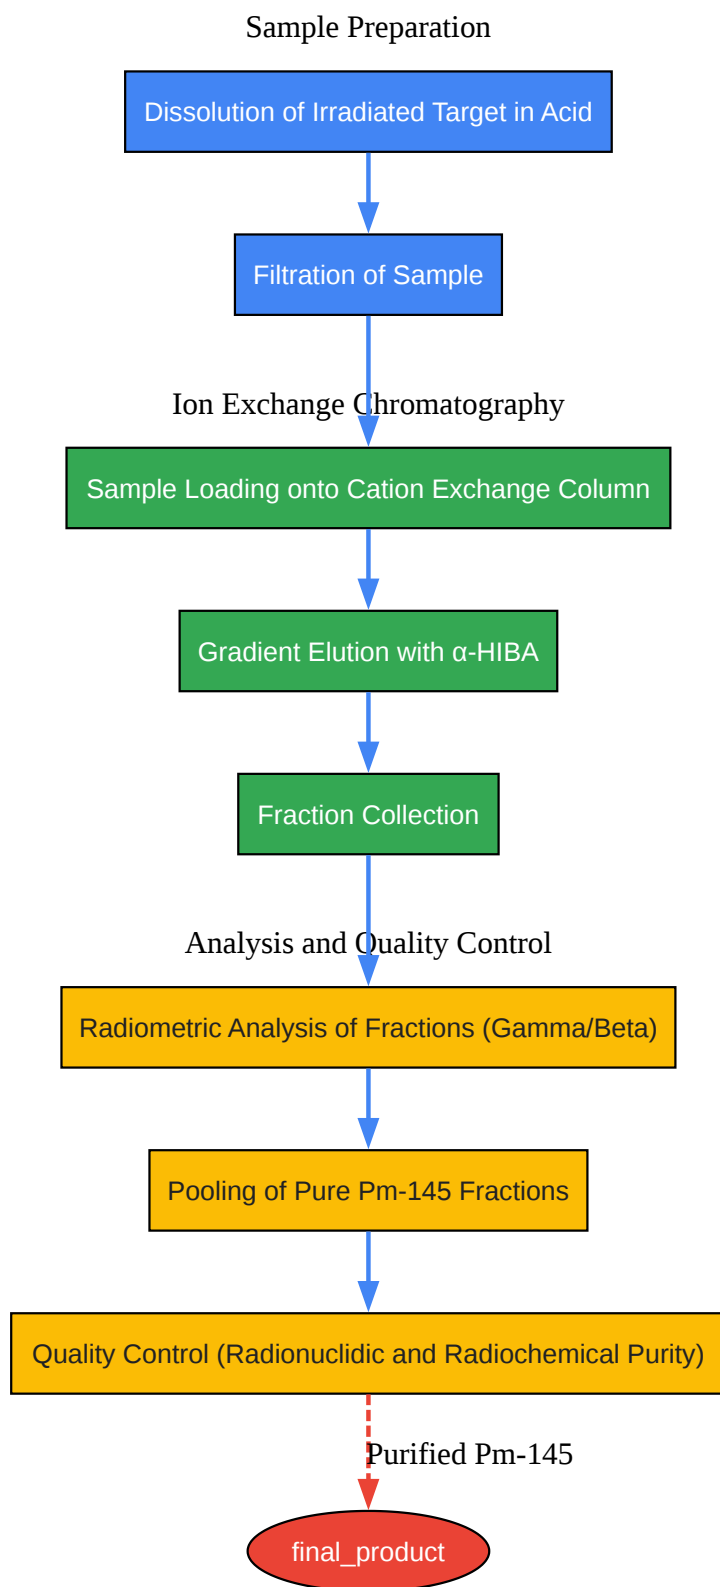 Sample Preparation
Dissolution of Irradiated Target in Acid
Filtration of Sample
Ion Exchange Chromatography
Sample Loading onto Cation Exchange Column
Gradient Elution with α-HIBA
Fraction Collection
Analysis and Quality Control
Radiometric Analysis of Fractions (Gamma/Beta)
Pooling of Pure Pm-145 Fractions
Quality Control (Radionuclidic and Radiochemical Purity)
Purified Pm-145
final_product